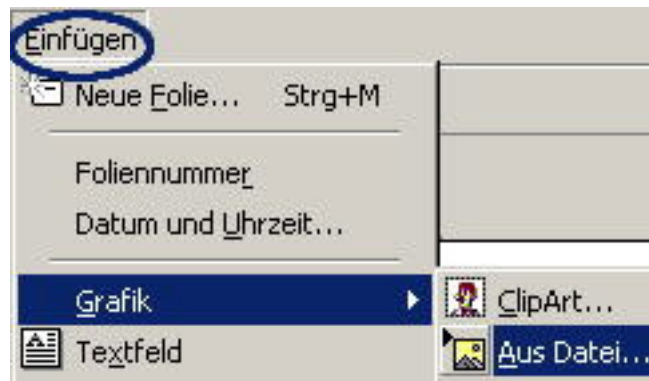 Einfügen
Neue Folie... Strg+M
Foliennummer
Datum und Uhrzeit...
Grafik
ClipArt...
Textfeld
Aus Datei...